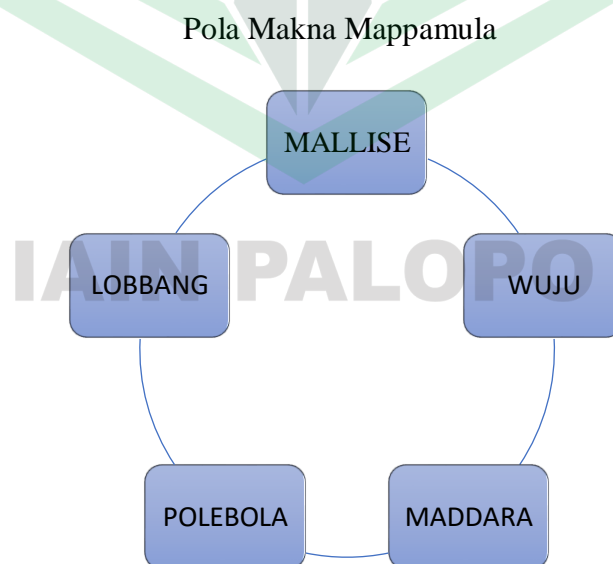 Pola Makna Mappamula
MALLISE
LOBBANG
WUJU
IAIN PALOPO
POLEBOLA
MADDARA